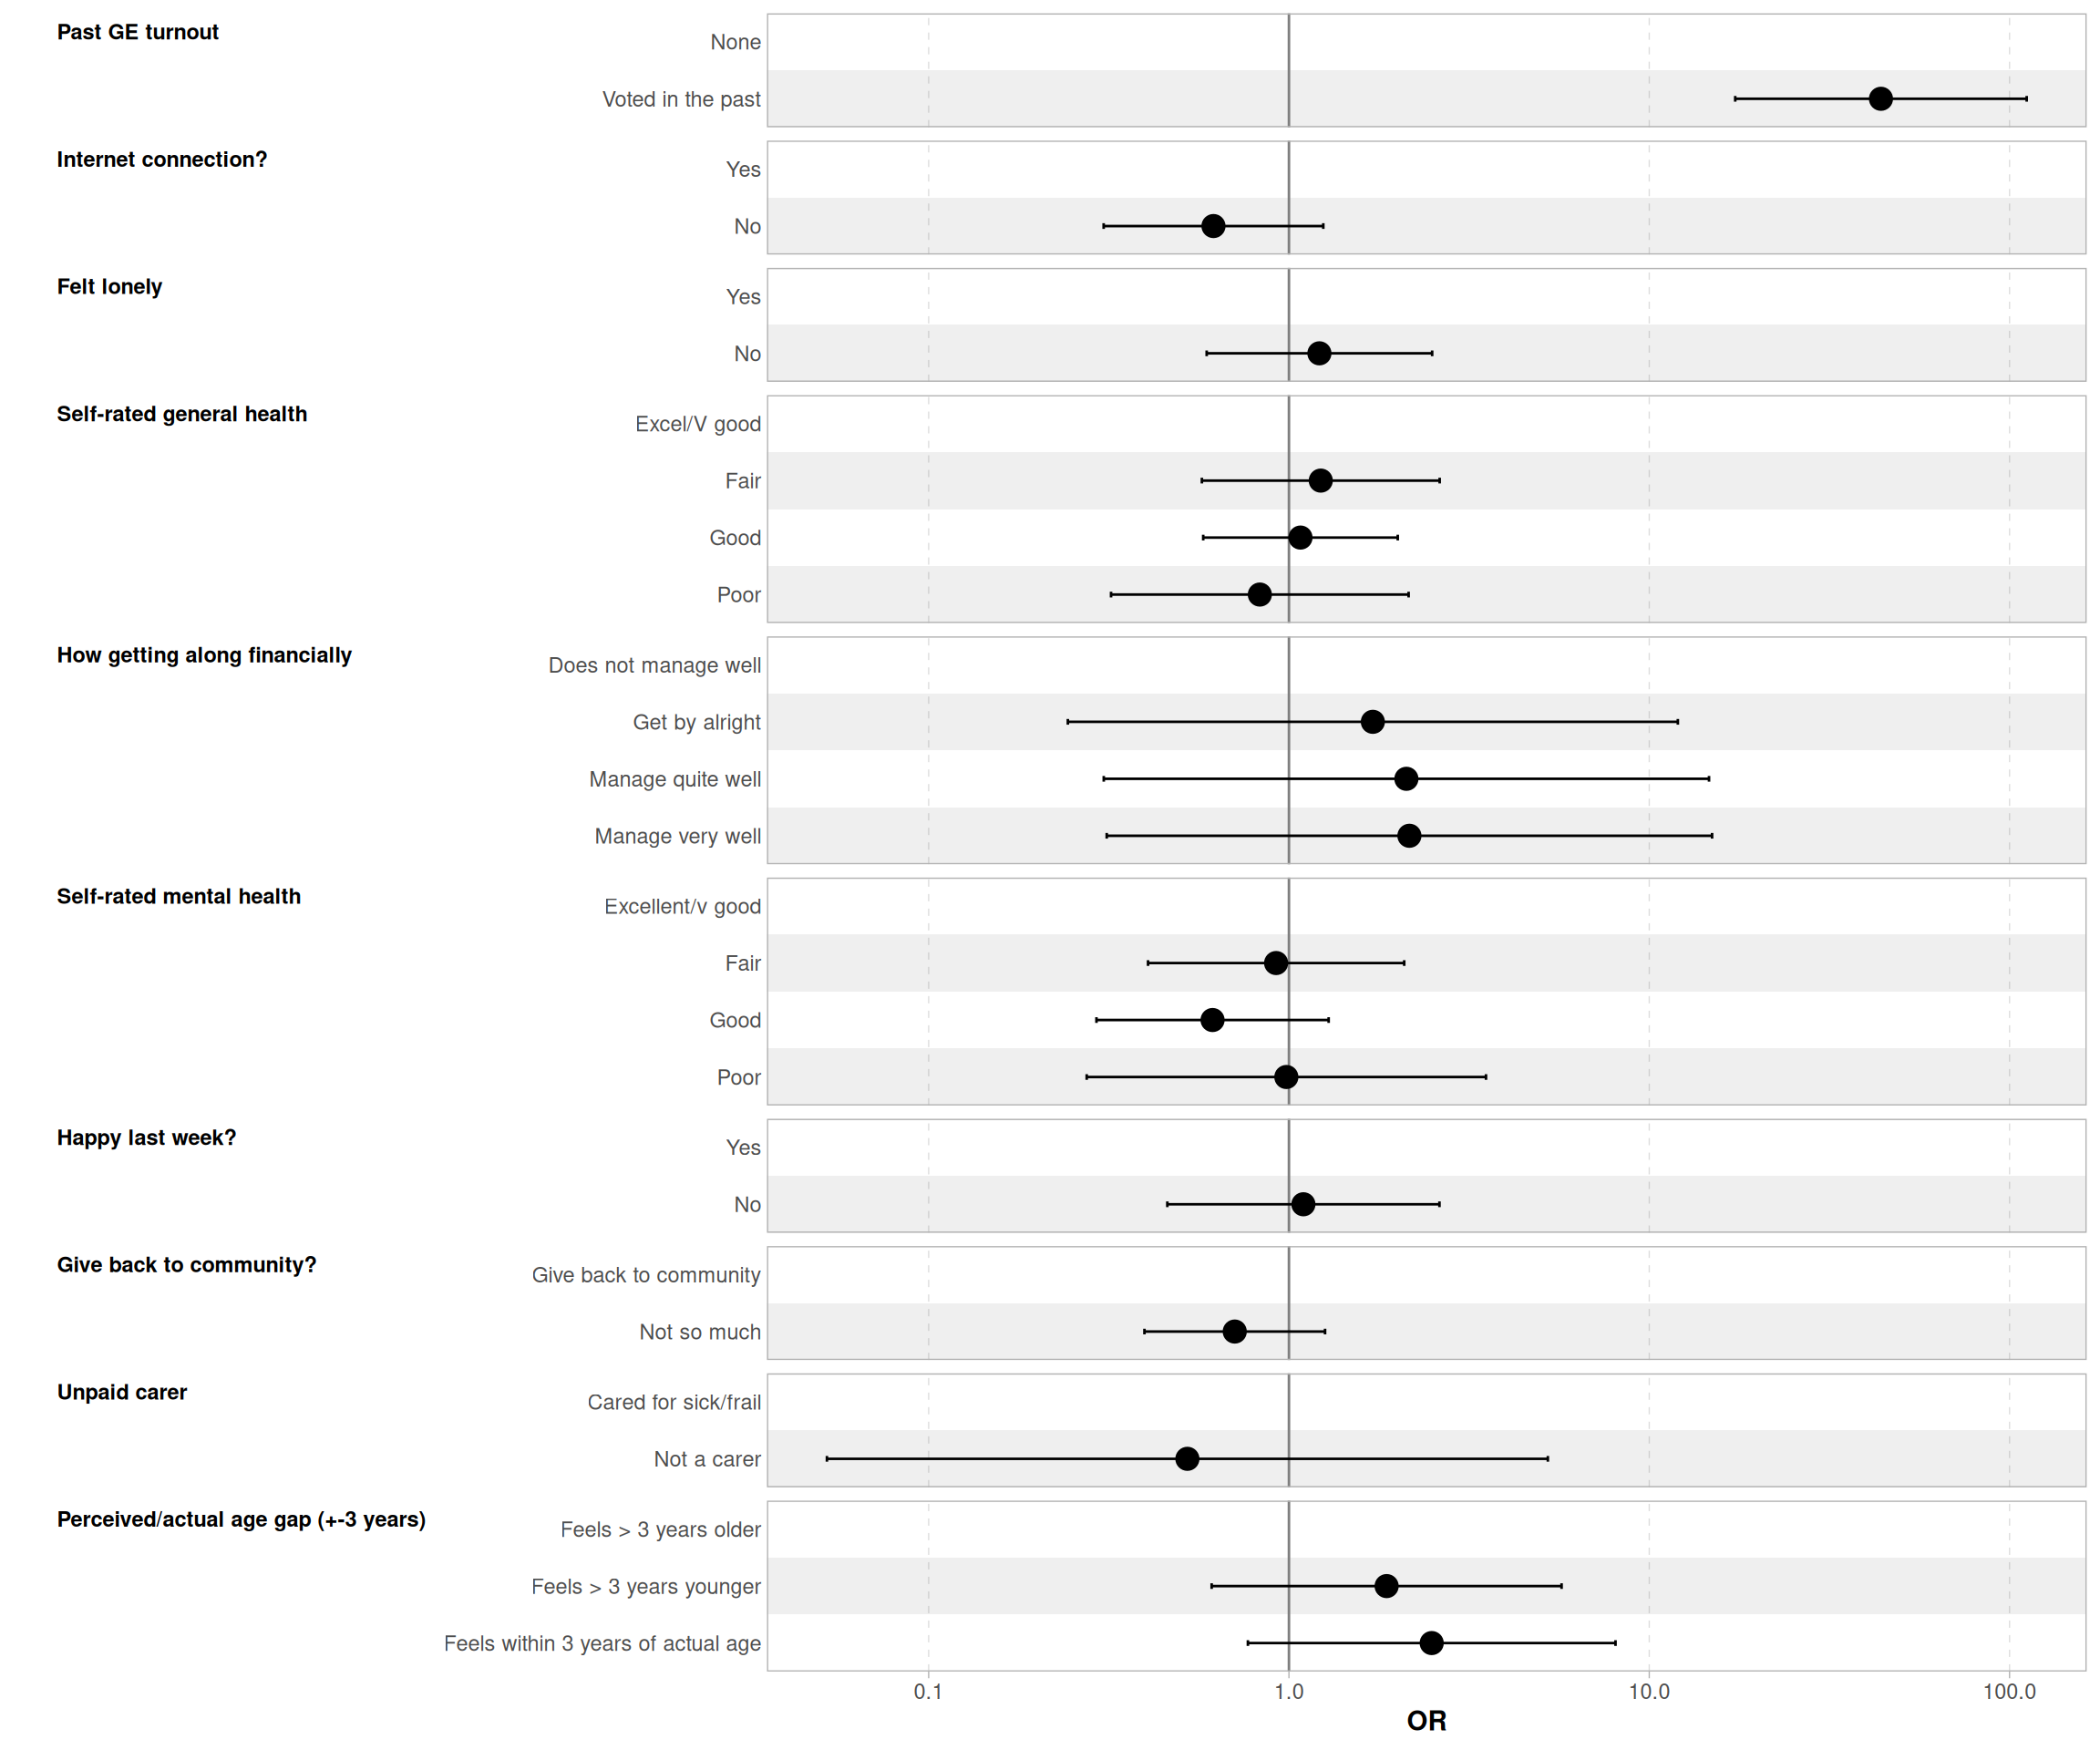 Past GE turnout
None
Voted in the past
Internet connection?
Yes
No
Felt lonely
Yes
No
Self-rated general health
Excel/V good
Fair
Good
Poor
How getting along financially
Does not manage well
Get by alright
Manage quite well
Manage very well
Self-rated mental health
Excellent/v good
Fair
Good
Poor
Happy last week?
Yes
No
Give back to community?
Give back to community
Not so much
Unpaid carer
Cared for sick/frail
Not a carer
Perceived/actual age gap (+-3 years)
Feels > 3 years older
Feels > 3 years younger
Feels within 3 years of actual age
0.1 1.0 10.0 100.0
OR